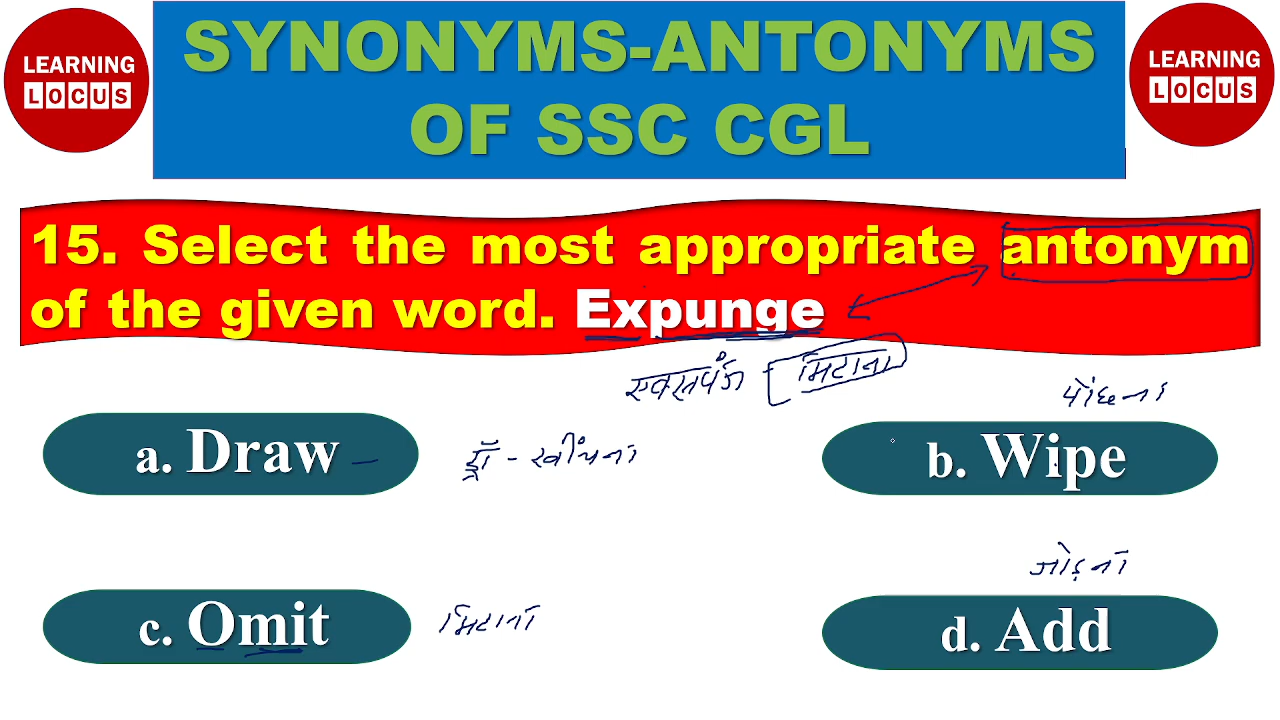 LEARNING
LOCUS
SYNONYMS-ANTONYMS
OF SSC CGL
LEARNING
LOCUS
15. Select the most appropriate antonym
of the given word. Expunge
एक्सपंज - मिटाना
a. Draw
ड्रॉ - खींचना
पोंछना
b. Wipe
c. Omit
मिटाना
जोड़ना
d. Add